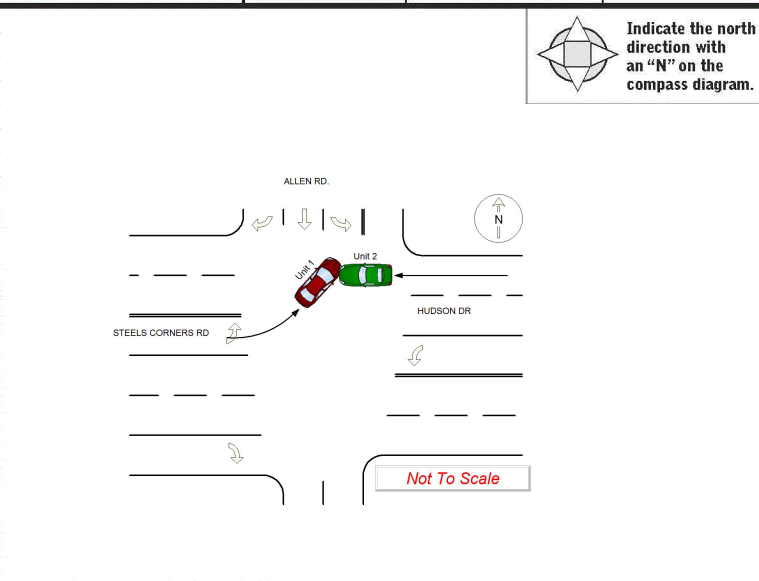 Indicate the north
direction with
an “N” on the
compass diagram.
ALLEN RD.
N
Unit 1
Unit 2
HUDSON DR
STEELS CORNERS RD
Not To Scale